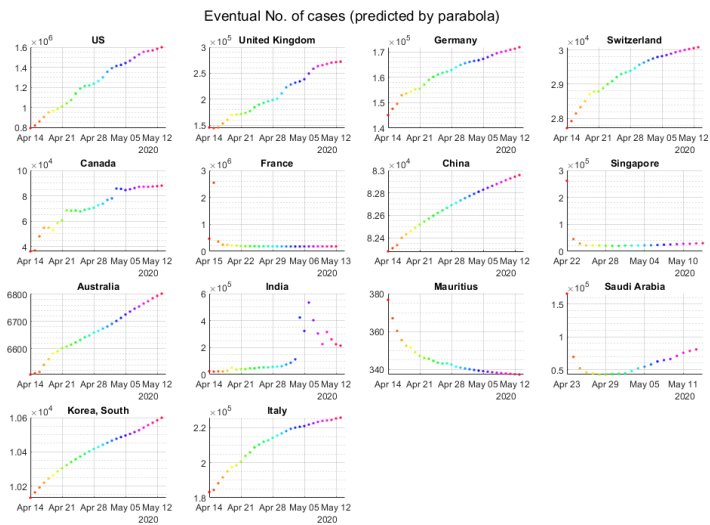 Eventual No. of cases (predicted by parabola)
US United Kingdom Germany Switzerland
×10^6 ×10^5 ×10^5 ×10^4
1.6 3 1.7 3
1.4 2.5 1.6 2.9
1.2 2 1.5 2.8
1 1.5 1.4
0.8
Apr 14 Apr 21 Apr 28 May 05 May 12 Apr 14 Apr 21 Apr 28 May 05 May 12 Apr 14 Apr 21 Apr 28 May 05 May 12 Apr 14 Apr 21 Apr 28 May 05 May 12
2020 2020 2020 2020
Canada France China Singapore
×10^4 ×10^6 ×10^4 ×10^5
10 3 8.3 3
8 2 8.28 2
6 1 8.26 1
4 0 8.24 0
Apr 14 Apr 21 Apr 28 May 05 May 12 Apr 15 Apr 22 Apr 29 May 06 May 13 Apr 14 Apr 21 Apr 28 May 05 May 12 Apr 22 Apr 28 May 04 May 10
2020 2020 2020 2020
Australia India Mauritius Saudi Arabia
×10^5 ×10^5
6800 6 380 1.5
6700 4 360 1
6600 2 340 0.5
0
Apr 14 Apr 21 Apr 28 May 05 May 12 Apr 14 Apr 21 Apr 28 May 05 May 12 Apr 14 Apr 21 Apr 28 May 05 May 12 Apr 23 Apr 29 May 05 May 11
2020 2020 2020 2020
Korea, South Italy
×10^4 ×10^5
1.06 2.2
1.04 2
1.02 1.8
Apr 14 Apr 21 Apr 28 May 05 May 12 Apr 14 Apr 21 Apr 28 May 05 May 12
2020 2020